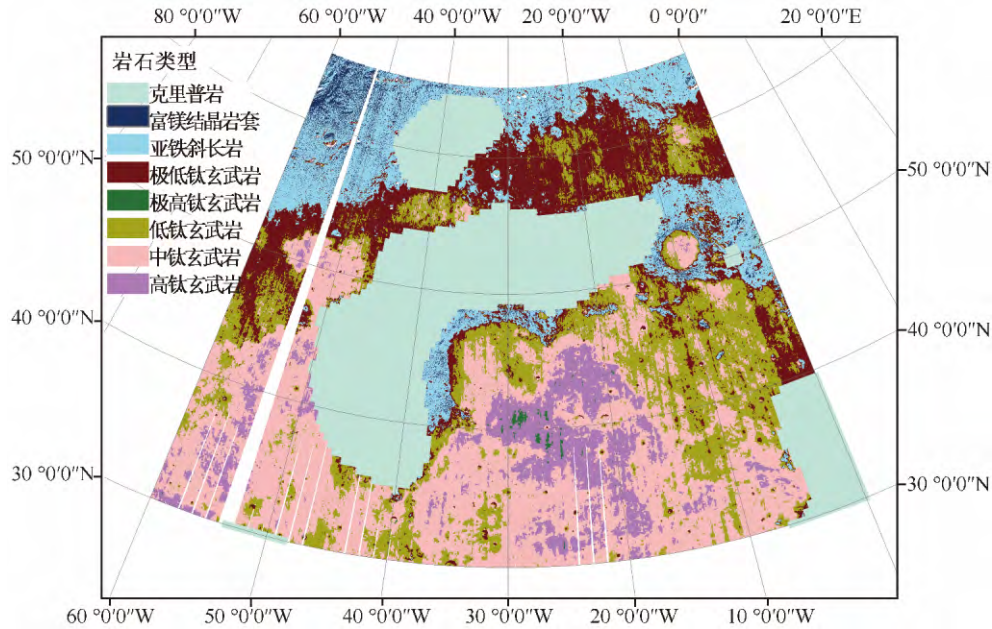 80 °0′0″W 60 °0′0″W 40 °0′0″W 20 °0′0″W 0 °0′0″ 20 °0′0″E
岩石类型
克里普岩
富镁结晶岩套
亚铁斜长岩
极低钛玄武岩
极高钛玄武岩
低钛玄武岩
中钛玄武岩
高钛玄武岩
50 °0′0″N 50 °0′0″N
40 °0′0″N 40 °0′0″N
30 °0′0″N 30 °0′0″N
60 °0′0″W 50 °0′0″W 40 °0′0″W 30 °0′0″W 20 °0′0″W 10 °0′0″W